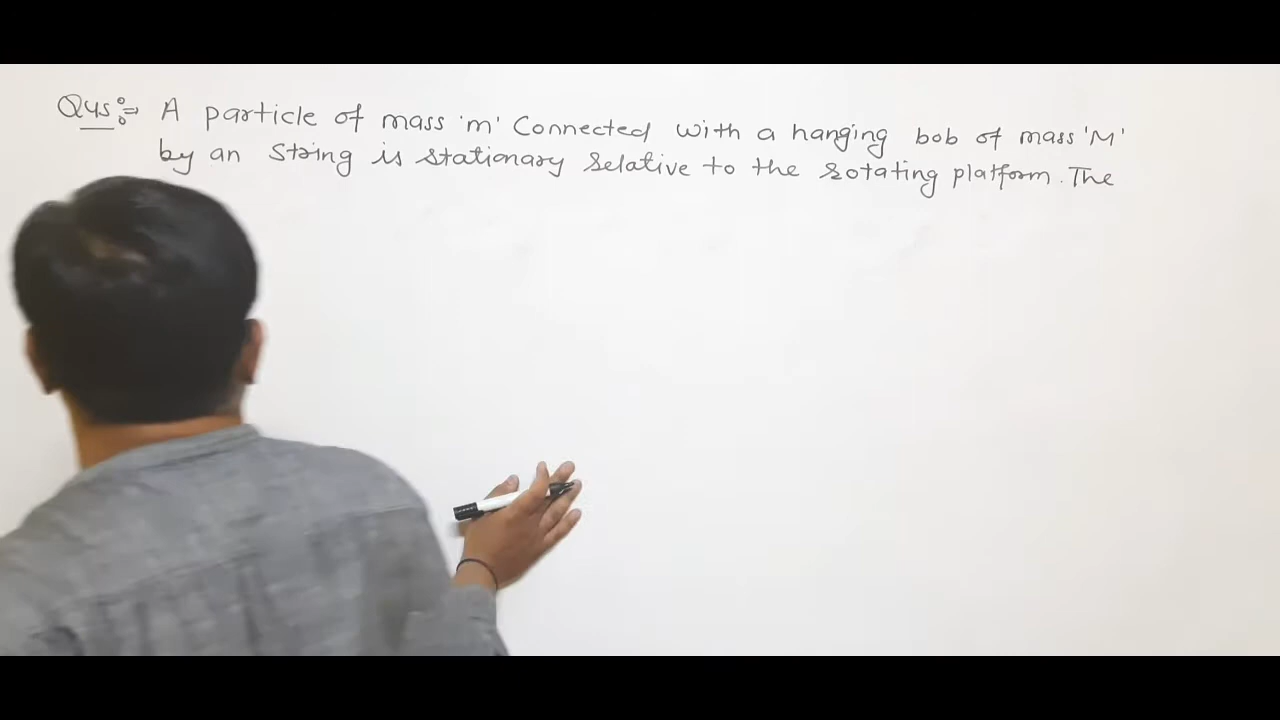 Qus:⇒ A particle of mass 'm' Connected with a hanging bob of mass 'M'
by an String is stationary relative to the rotating platform. The